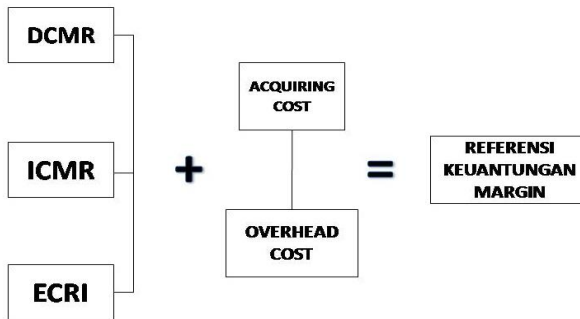 DCMR
ICMR
ECRI
+
ACQUIRING
COST
OVERHEAD
COST
=
REFERENSI
KEUANTUNGAN
MARGIN